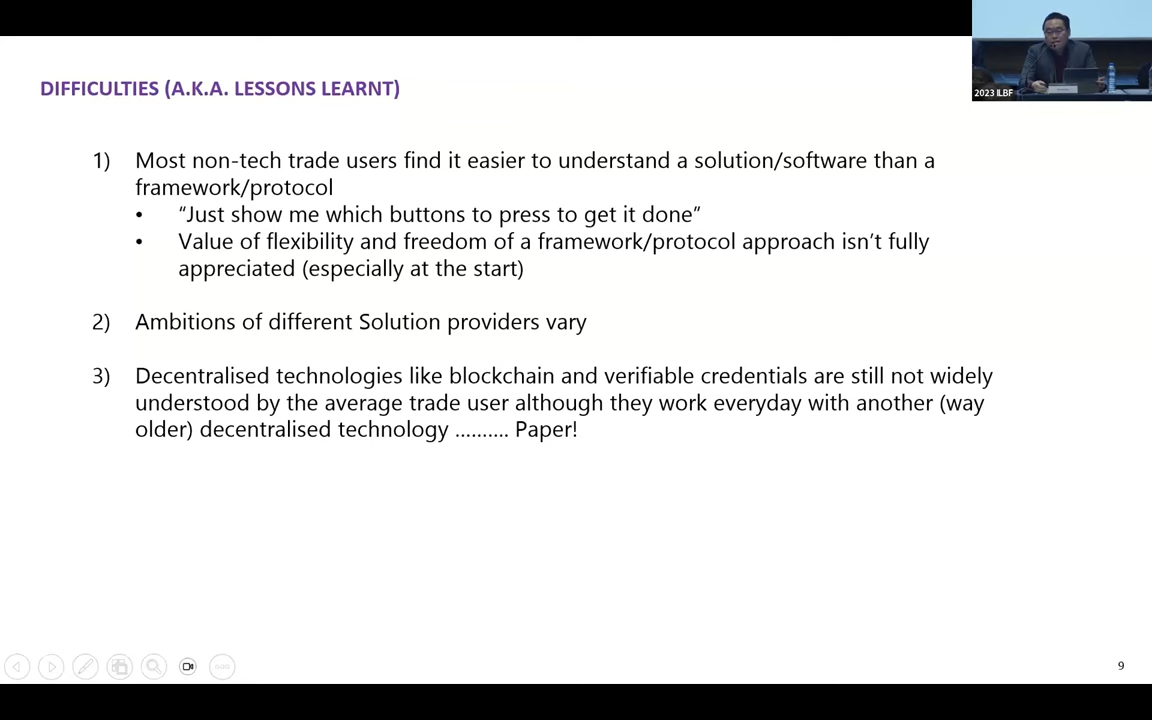 2023 ILBF
DIFFICULTIES (A.K.A. LESSONS LEARNT)
1) Most non-tech trade users find it easier to understand a solution/software than a
framework/protocol
• “Just show me which buttons to press to get it done”
• Value of flexibility and freedom of a framework/protocol approach isn’t fully
appreciated (especially at the start)
2) Ambitions of different Solution providers vary
3) Decentralised technologies like blockchain and verifiable credentials are still not widely
understood by the average trade user although they work everyday with another (way
older) decentralised technology .......... Paper!
9